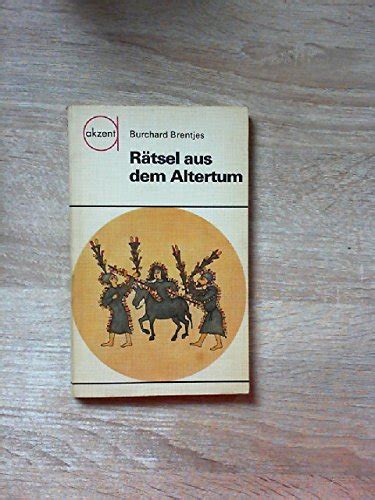 akzent
Burchard Brentjes
Rätsel aus
dem Altertum